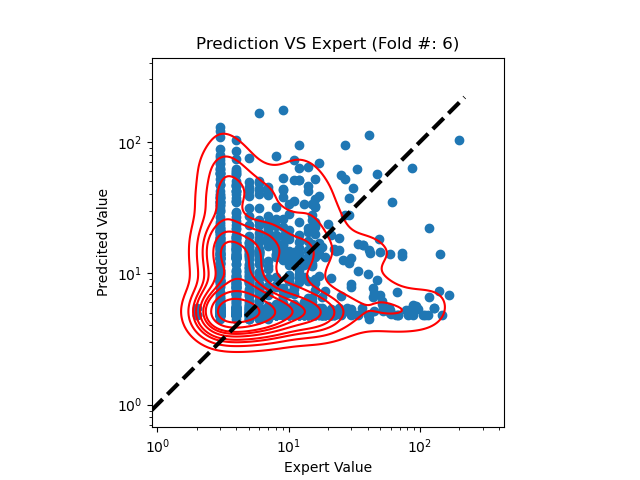 Prediction VS Expert (Fold #: 6)
Predcited Value
10²
10¹
10⁰
10⁰ 10¹ 10²
Expert Value